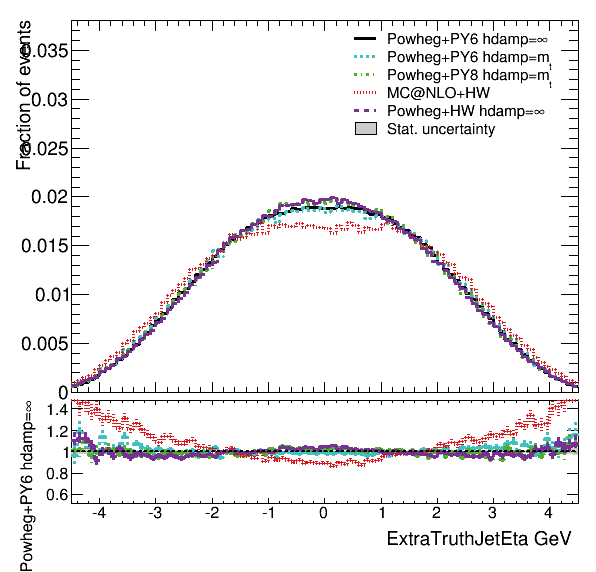 Fraction of events
0.035
0.03
0.025
0.02
0.015
0.01
0.005
0
Powheg+PY6 hdamp=∞
Powheg+PY6 hdamp=m_t
Powheg+PY8 hdamp=m_t
MC@NLO+HW
Powheg+HW hdamp=∞
Stat. uncertainty
Powheg+PY6 hdamp=∞
1.4
1.2
1
0.8
0.6
-4 -3 -2 -1 0 1 2 3 4
ExtraTruthJetEta GeV